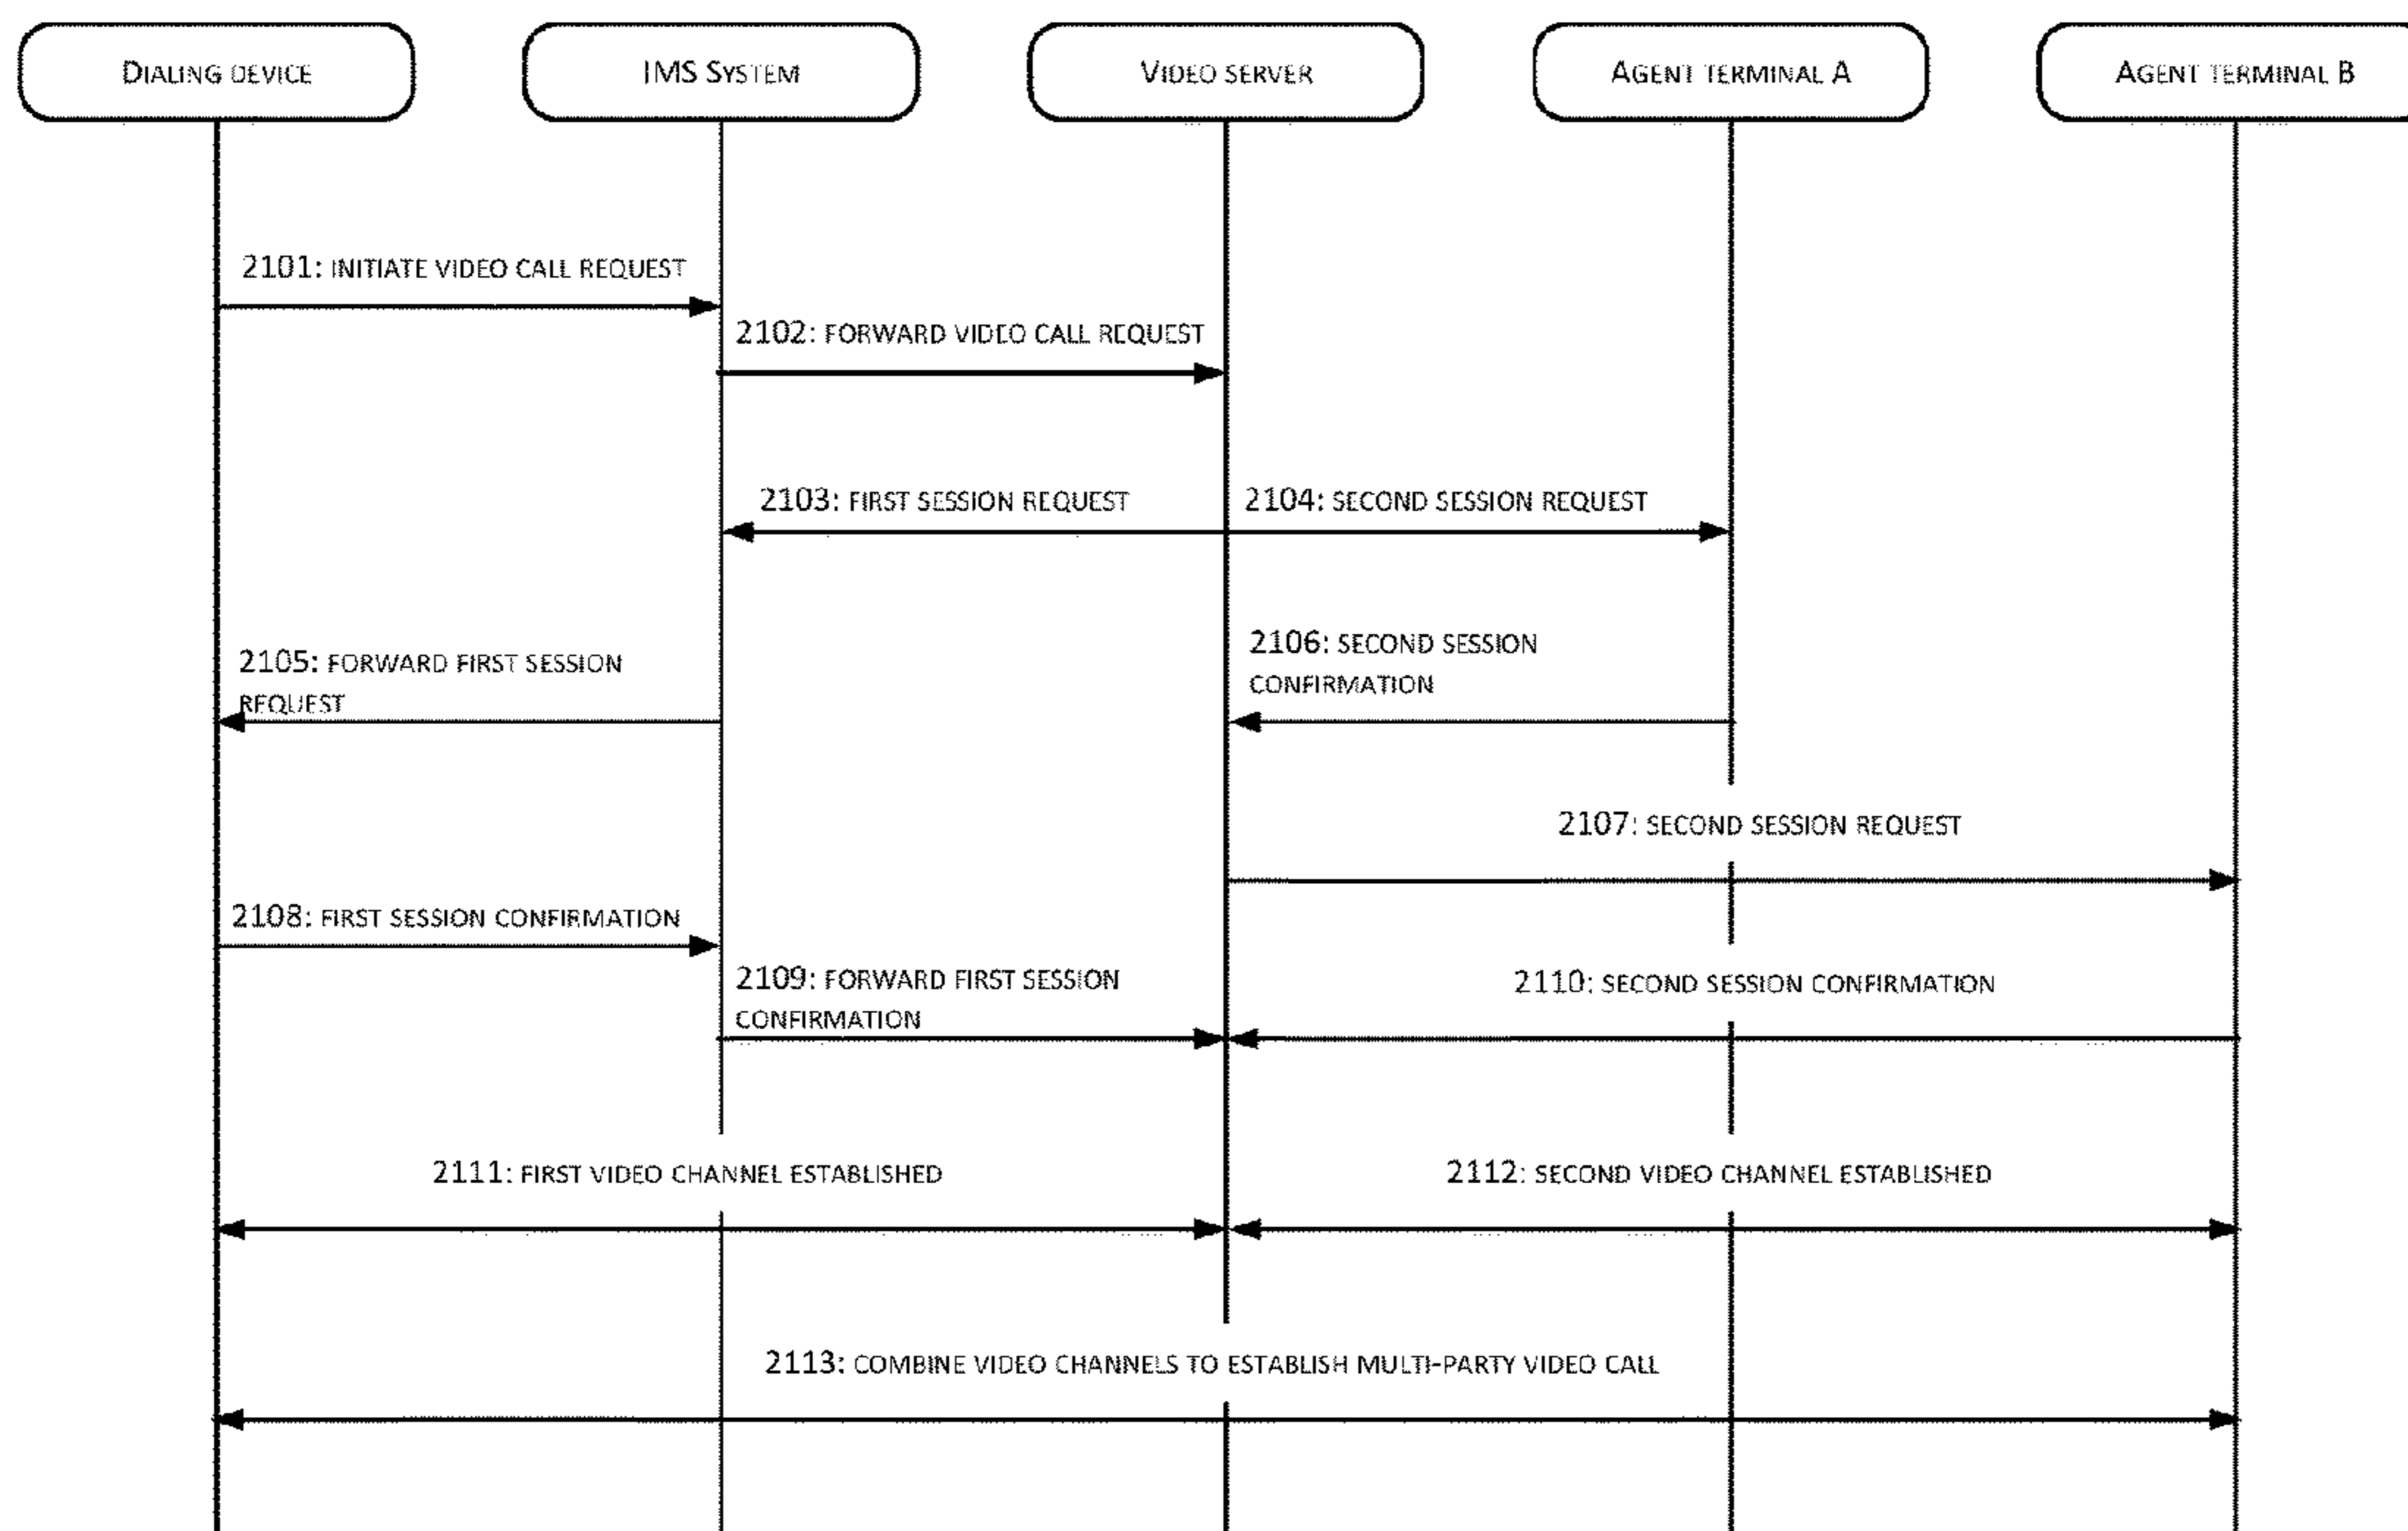 DIALING DEVICE
IMS SYSTEM
VIDEO SERVER
AGENT TERMINAL A
AGENT TERMINAL B
2101: INITIATE VIDEO CALL REQUEST
2102: FORWARD VIDEO CALL REQUEST
2103: FIRST SESSION REQUEST
2104: SECOND SESSION REQUEST
2105: FORWARD FIRST SESSION
REQUEST
2106: SECOND SESSION
CONFIRMATION
2107: SECOND SESSION REQUEST
2108: FIRST SESSION CONFIRMATION
2109: FORWARD FIRST SESSION
CONFIRMATION
2110: SECOND SESSION CONFIRMATION
2111: FIRST VIDEO CHANNEL ESTABLISHED
2112: SECOND VIDEO CHANNEL ESTABLISHED
2113: COMBINE VIDEO CHANNELS TO ESTABLISH MULTI-PARTY VIDEO CALL